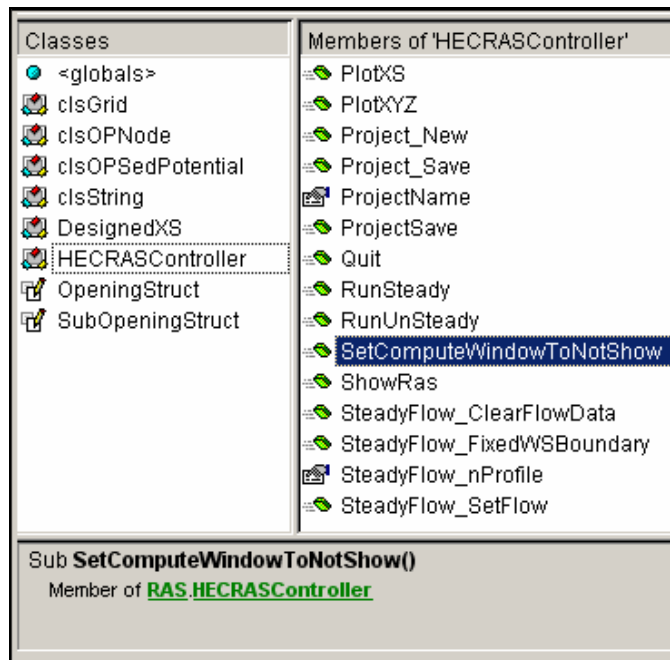 Classes
<globals>
clsGrid
clsOPNode
clsOPSedPotential
clsString
DesignedXS
HECRASController
OpeningStruct
SubOpeningStruct
Members of 'HECRASController'
PlotXS
PlotXYZ
Project_New
Project_Save
ProjectName
ProjectSave
Quit
RunSteady
RunUnSteady
SetComputeWindowToNotShow
ShowRas
SteadyFlow_ClearFlowData
SteadyFlow_FixedWSBoundary
SteadyFlow_nProfile
SteadyFlow_SetFlow
Sub SetComputeWindowToNotShow()
Member of RAS.HECRASController